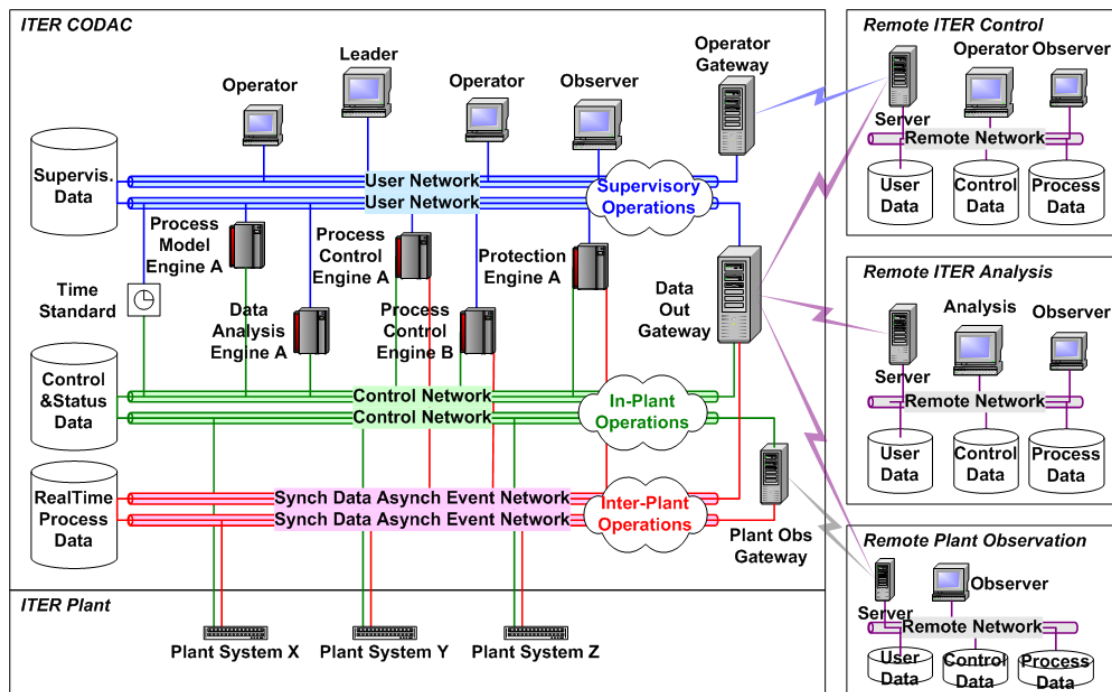 ITER CODAC
Leader
Operator
Operator
Observer
Operator
Gateway
Supervis.
Data
User Network
User Network
Supervisory
Operations
Process
Model
Engine A
Process
Control
Engine A
Protection
Engine A
Time
Standard
Data
Analysis
Engine A
Process
Control
Engine B
Data
Out
Gateway
Control
&Status
Data
Control Network
Control Network
In-Plant
Operations
RealTime
Process
Data
Synch Data Asynch Event Network
Synch Data Asynch Event Network
Inter-Plant
Operations
Plant Obs
Gateway
ITER Plant
Plant System X
Plant System Y
Plant System Z
Remote ITER Control
Operator
Observer
Server
Remote Network
User
Data
Control
Data
Process
Data
Remote ITER Analysis
Analysis
Observer
Server
Remote Network
User
Data
Control
Data
Process
Data
Remote Plant Observation
Observer
Server
Remote Network
User
Data
Control
Data
Process
Data